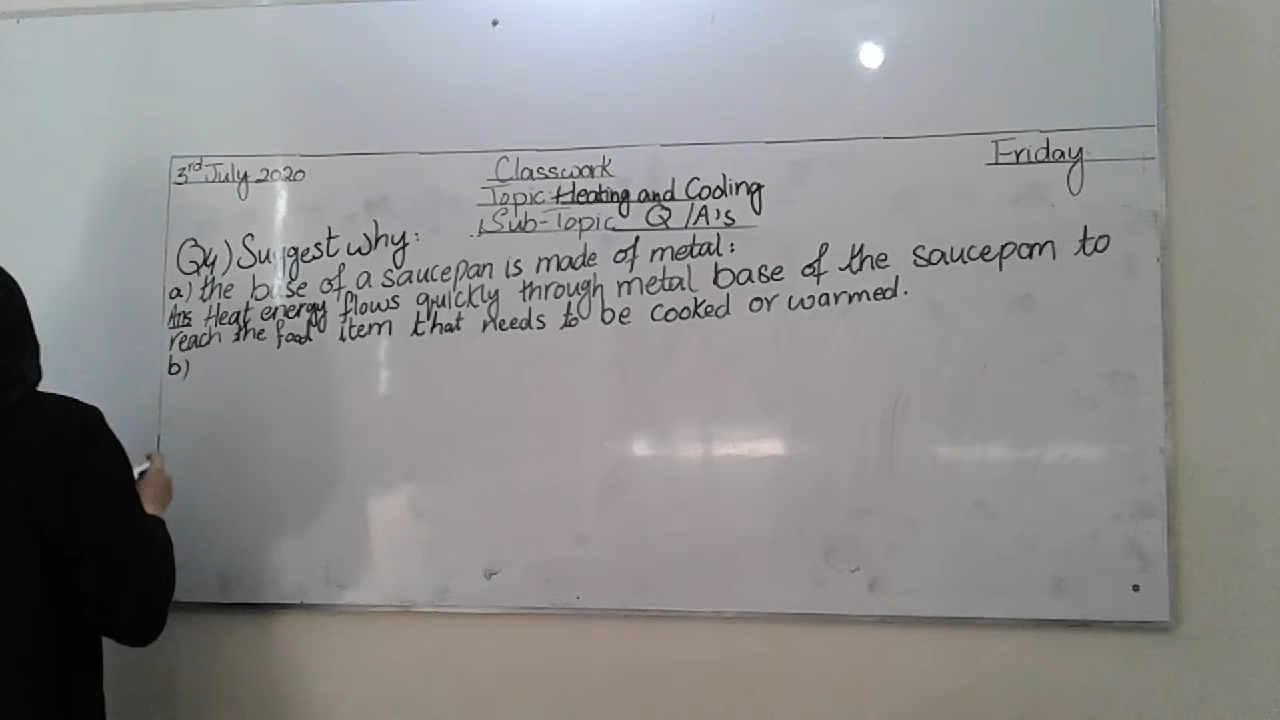 3rd July 2020 Classwork Friday
Topic: Heating and Cooling
Sub-Topic Q/A's
Q4) Suggest why:
a) the base of a saucepan is made of metal:
Ans Heat energy flows quickly through metal base of the saucepan to
reach the food item that needs to be cooked or warmed.
b)